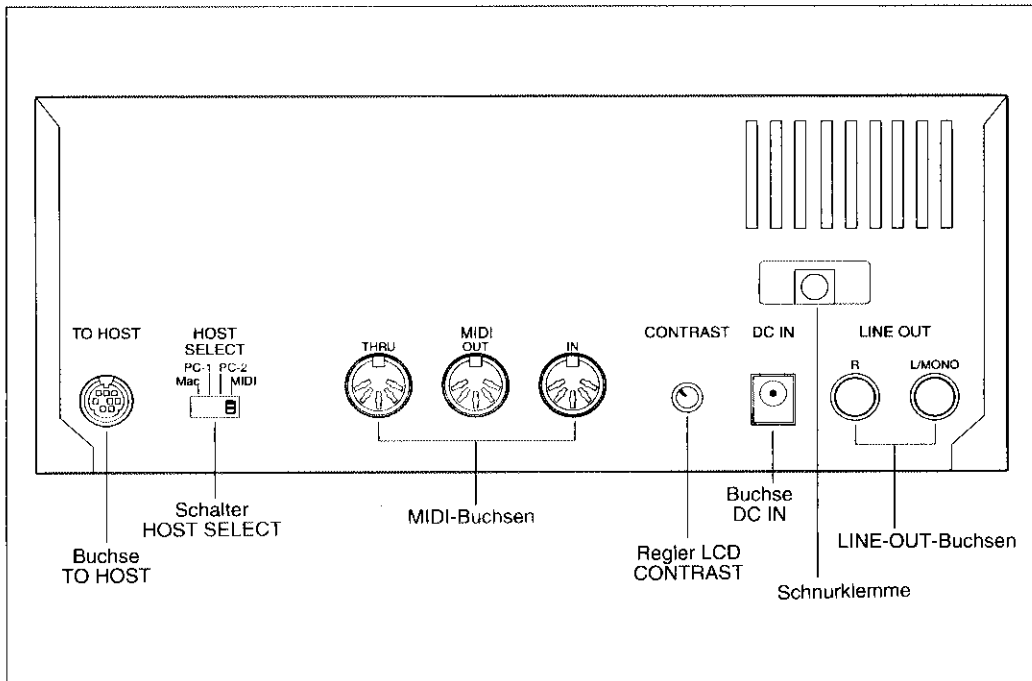 TO HOST
HOST
SELECT
PC-1 PC-2
Mac MIDI
THRU
MIDI
OUT
IN
CONTRAST
DC IN
LINE OUT
R
L/MONO
Buchse
TO HOST
Schalter
HOST SELECT
MIDI-Buchsen
Regler LCD
CONTRAST
Buchse
DC IN
Schnurklemme
LINE-OUT-Buchsen